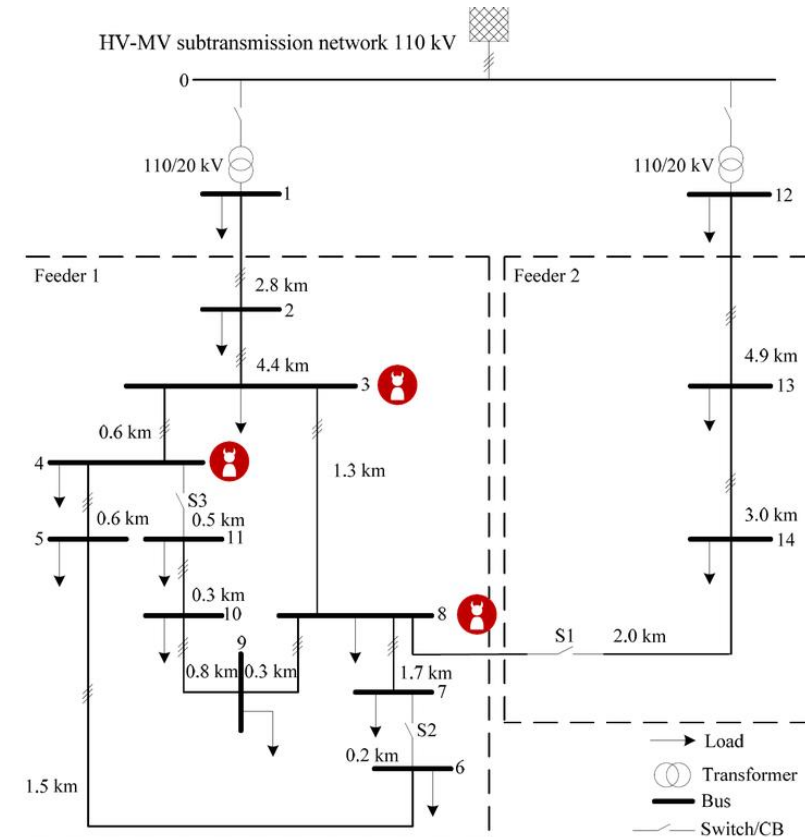 HV-MV subtransmission network 110 kV
0
110/20 kV
110/20 kV
1
12
Feeder 1
Feeder 2
2.8 km
2
4.4 km
4.9 km
3
13
0.6 km
4
1.3 km
S3
0.6 km
0.5 km
3.0 km
5
11
14
0.3 km
10
8
9
S1
2.0 km
0.8 km
0.3 km
1.7 km
7
S2
0.2 km
6
1.5 km
Load
Transformer
Bus
Switch/CB